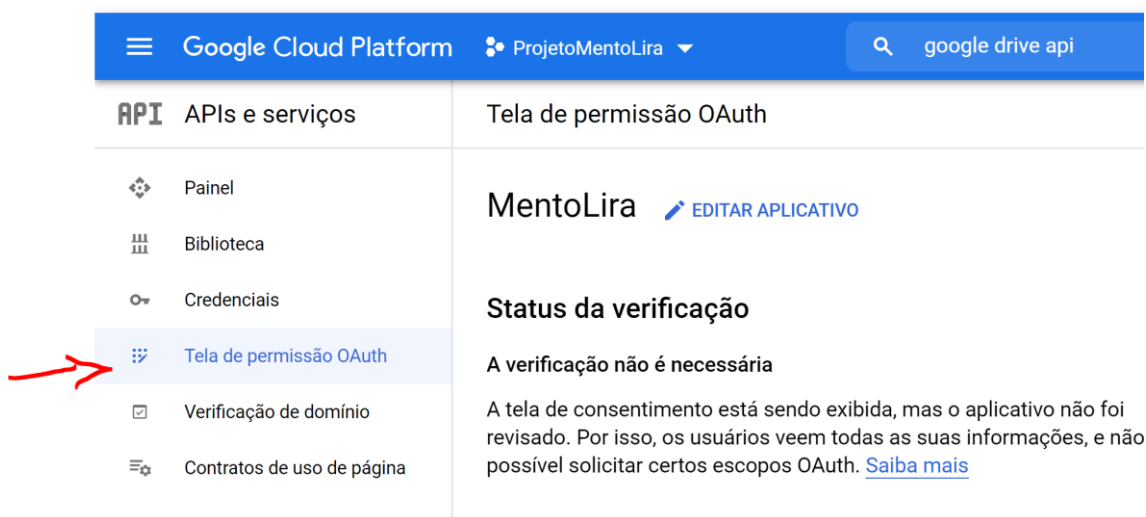 Google Cloud Platform
ProjetoMentoLira
google drive api
API APIs e serviços
Tela de permissão OAuth
Painel
Biblioteca
Credenciais
Tela de permissão OAuth
Verificação de domínio
Contratos de uso de página
MentoLira
EDITAR APLICATIVO
Status da verificação
A verificação não é necessária
A tela de consentimento está sendo exibida, mas o aplicativo não foi
revisado. Por isso, os usuários veem todas as suas informações, e não
possível solicitar certos escopos OAuth. Saiba mais